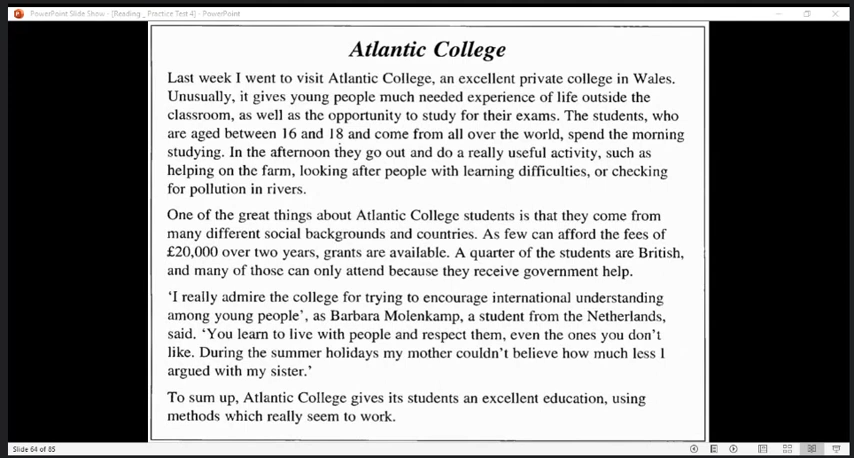 PowerPoint Slide Show - [Reading _ Practice Test 4] - PowerPoint
Atlantic College
Last week I went to visit Atlantic College, an excellent private college in Wales.
Unusually, it gives young people much needed experience of life outside the
classroom, as well as the opportunity to study for their exams. The students, who
are aged between 16 and 18 and come from all over the world, spend the morning
studying. In the afternoon they go out and do a really useful activity, such as
helping on the farm, looking after people with learning difficulties, or checking
for pollution in rivers.
One of the great things about Atlantic College students is that they come from
many different social backgrounds and countries. As few can afford the fees of
£20,000 over two years, grants are available. A quarter of the students are British,
and many of those can only attend because they receive government help.
‘I really admire the college for trying to encourage international understanding
among young people’, as Barbara Molenkamp, a student from the Netherlands,
said. ‘You learn to live with people and respect them, even the ones you don’t
like. During the summer holidays my mother couldn’t believe how much less I
argued with my sister.’
To sum up, Atlantic College gives its students an excellent education, using
methods which really seem to work.
Slide 64 of 85